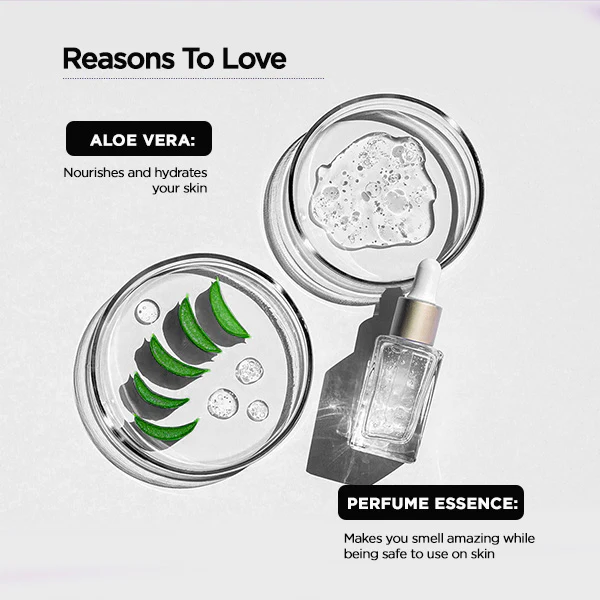 Reasons To Love
ALOE VERA:
Nourishes and hydrates
your skin
PERFUME ESSENCE:
Makes you smell amazing while
being safe to use on skin